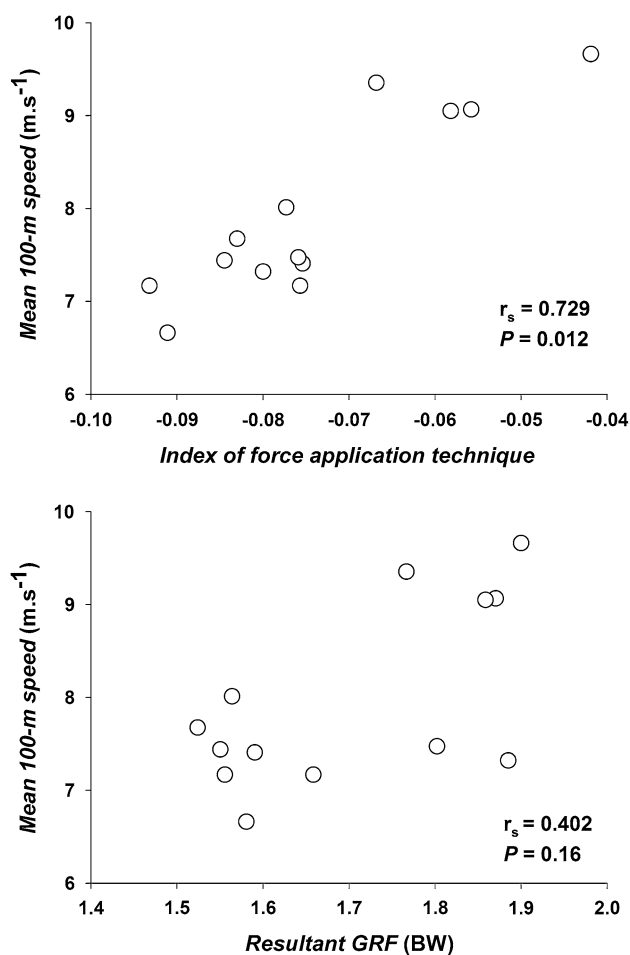 10
9
8
7
6
Mean 100-m speed (m.s-1)
rs = 0.729
P = 0.012
-0.10 -0.09 -0.08 -0.07 -0.06 -0.05 -0.04
Index of force application technique
10
9
8
7
6
Mean 100-m speed (m.s-1)
rs = 0.402
P = 0.16
1.4 1.5 1.6 1.7 1.8 1.9 2.0
Resultant GRF (BW)